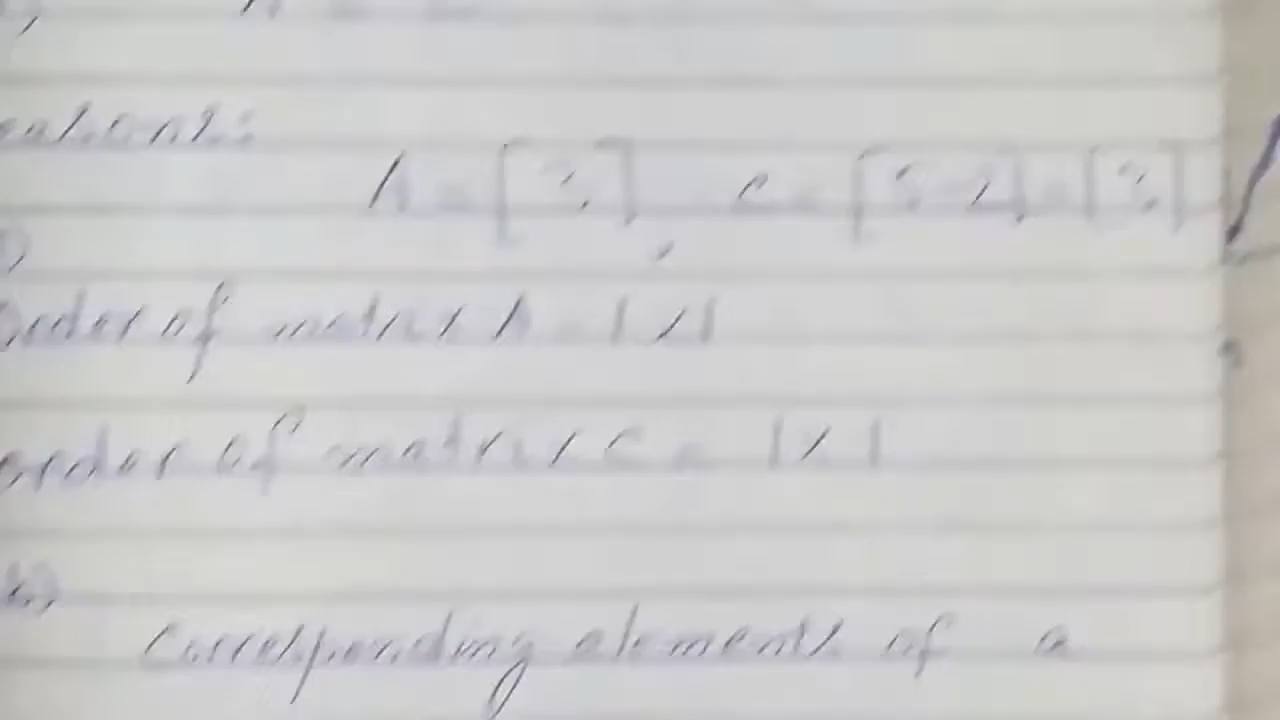 A = [3], C = [5-2] = [3]
Order of matrix A = 1×1
order of matrix C = 1×1
Corresponding elements of a